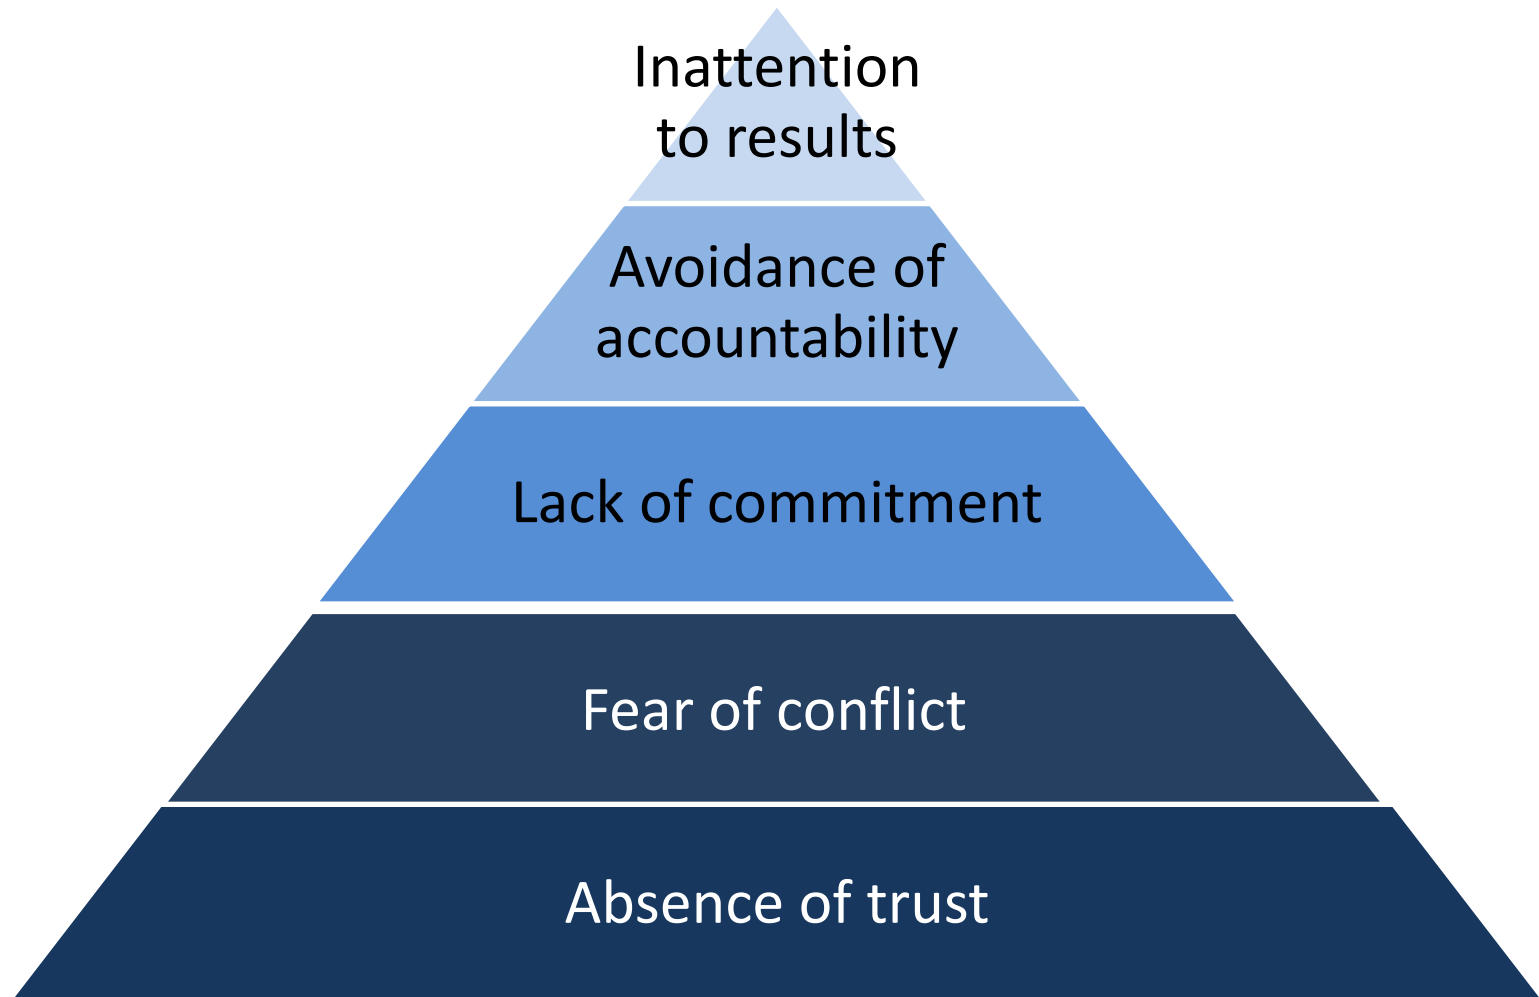 Inattention
to results
Avoidance of
accountability
Lack of commitment
Fear of conflict
Absence of trust